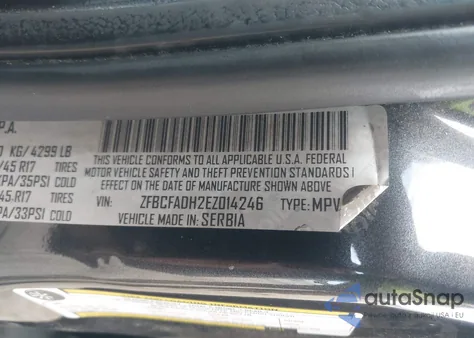 P.A.
KG/4299 LB
/45 R17 TIRES
PA/35PSI COLD
45 R17 TIRES
PA/33PSI COLD
THIS VEHICLE CONFORMS TO ALL APPLICABLE U.S.A. FEDERAL
MOTOR VEHICLE SAFETY AND THEFT PREVENTION STANDARDS I
EFFECT ON THE DATE OF MANUFACTURE SHOWN ABOVE.
VIN: ZFBCFADH2EZ014246 TYPE: MPV
VEHICLE MADE IN SERBIA
autoSnap